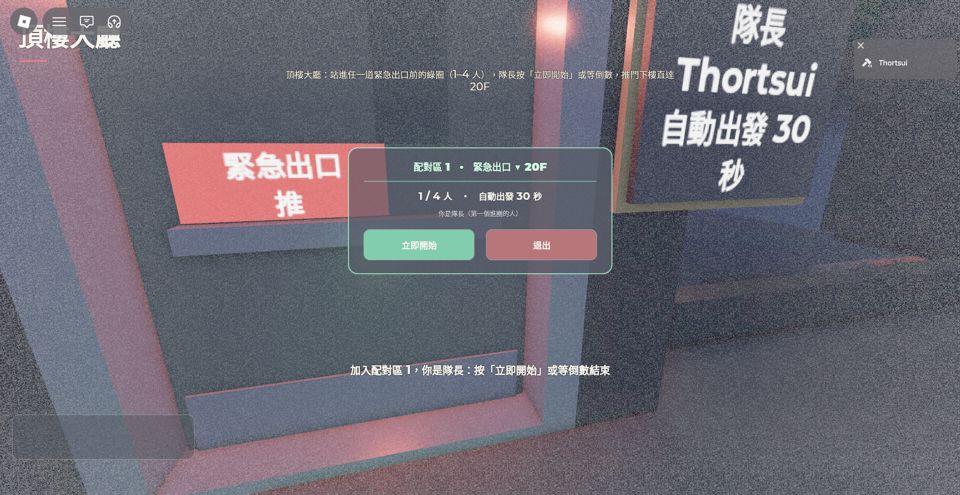 頂樓大廳
頂樓大廳：站進任一道緊急出口前的綠圈（1–4 人），隊長按「立即開始」或等倒數，推門下樓直達
20F
Thortsui
隊長
Thortsui
自動出發 30
秒
緊急出口
推
配對區 1 • 緊急出口 ▼ 20F
1 / 4 人 · 自動出發 30 秒
你是隊長（第一個進圈的人）
立即開始
退出
加入配對區 1，你是隊長：按「立即開始」或等倒數結束